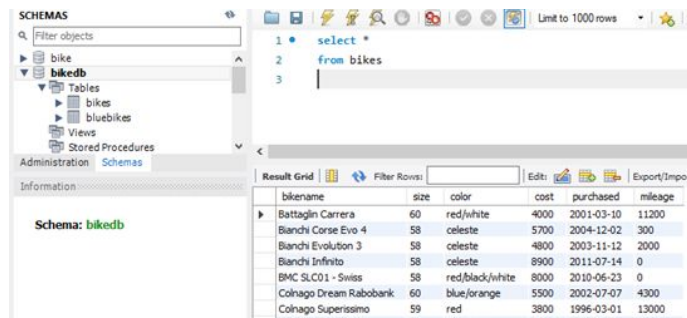 SCHEMAS
Filter objects
bike
bikedb
Tables
bikes
bluebikes
Views
Stored Procedures
Administration Schemas
Information
Schema: bikedb
Limit to 1000 rows
1 select *
2 from bikes
3
Result Grid Filter Rows: Edit: Export/Impo
bikename size color cost purchased mileage
Battaglin Carrera 60 red/white 4000 2001-03-10 11200
Bianchi Corse Evo 4 58 celeste 5700 2004-12-02 300
Bianchi Evolution 3 58 celeste 4800 2003-11-12 2000
Bianchi Infinito 58 celeste 8900 2011-07-14 0
BMC SLC01 - Swiss 58 red/black/white 8000 2010-06-23 0
Colnago Dream Rabobank 60 blue/orange 5500 2002-07-07 4300
Colnago Superissimo 59 red 3800 1996-03-01 13000